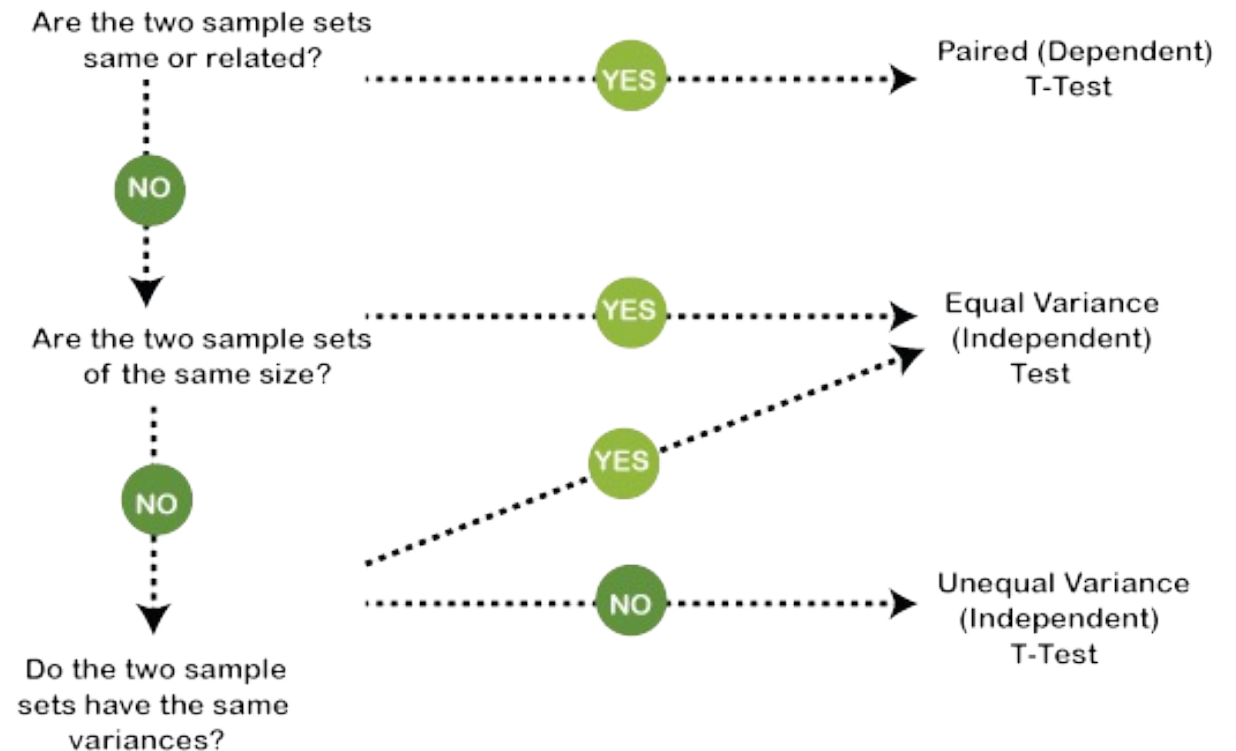 Are the two sample sets
same or related?
YES
Paired (Dependent)
T-Test
NO
Are the two sample sets
of the same size?
YES
Equal Variance
(Independent)
Test
YES
NO
NO
Unequal Variance
(Independent)
T-Test
Do the two sample
sets have the same
variances?